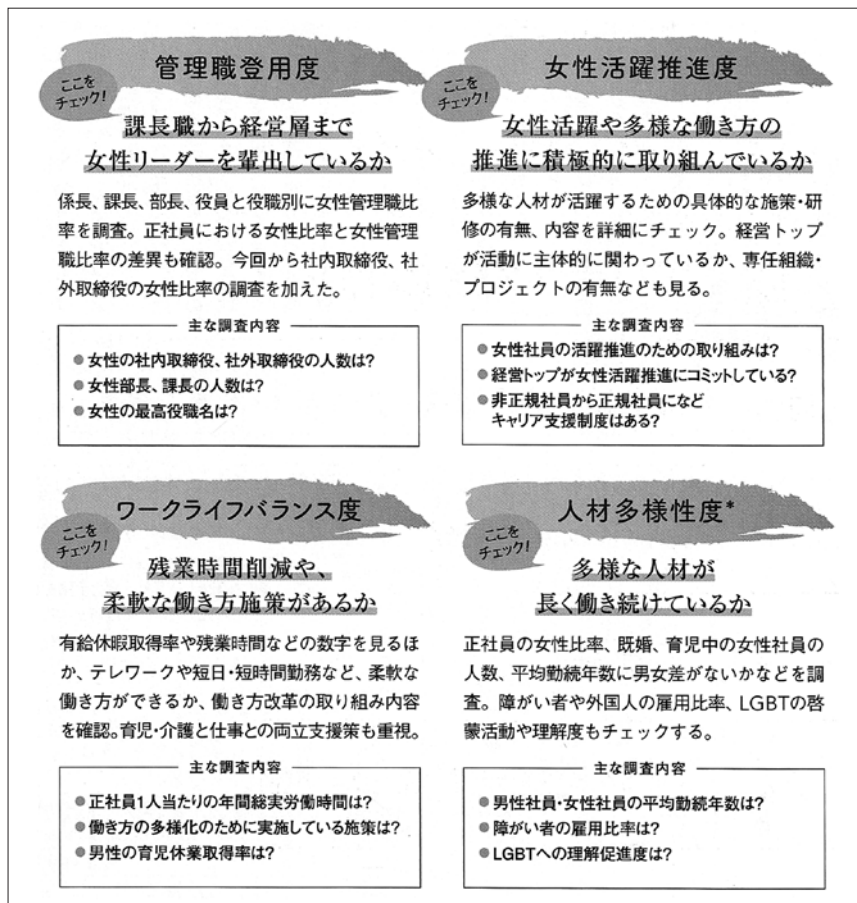 管理職登用度
ここを
チェック!
課長職から経営層まで
女性リーダーを輩出しているか
係長、課長、部長、役員と役職別に女性管理職比
率を調査。正社員における女性比率と女性管理
職比率の差異も確認。今回から社内取締役、社
外取締役の女性比率の調査を加えた。
主な調査内容
●女性の社内取締役、社外取締役の人数は?
●女性部長、課長の人数は?
●女性の最高役職名は?
女性活躍推進度
ここを
チェック!
女性活躍や多様な働き方の
推進に積極的に取り組んでいるか
多様な人材が活躍するための具体的な施策・研
修の有無、内容を詳細にチェック。経営トップ
が活動に主体的に関わっているか、専任組織・
プロジェクトの有無なども見る。
主な調査内容
●女性社員の活躍推進のための取り組みは?
●経営トップが女性活躍推進にコミットしている?
●非正規社員から正規社員になど
キャリア支援制度はある?
ワークライフバランス度
ここを
チェック!
残業時間削減や、
柔軟な働き方施策があるか
有給休暇取得率や残業時間などの数字を見るほ
か、テレワークや短日・短時間勤務など、柔軟な
働き方ができるか、働き方改革の取り組み内容
を確認。育児・介護と仕事との両立支援策も重視。
主な調査内容
●正社員1人当たりの年間総実労働時間は?
●働き方の多様化のために実施している施策は?
●男性の育児休業取得率は?
人材多様性度*
ここを
チェック!
多様な人材が
長く働き続けているか
正社員の女性比率、既婚、育児中の女性社員の
人数、平均勤続年数に男女差がないかなどを調
査。障がい者や外国人の雇用比率、LGBTの啓
蒙活動や理解度もチェックする。
主な調査内容
●男性社員・女性社員の平均勤続年数は?
●障がい者の雇用比率は?
●LGBTへの理解促進度は?